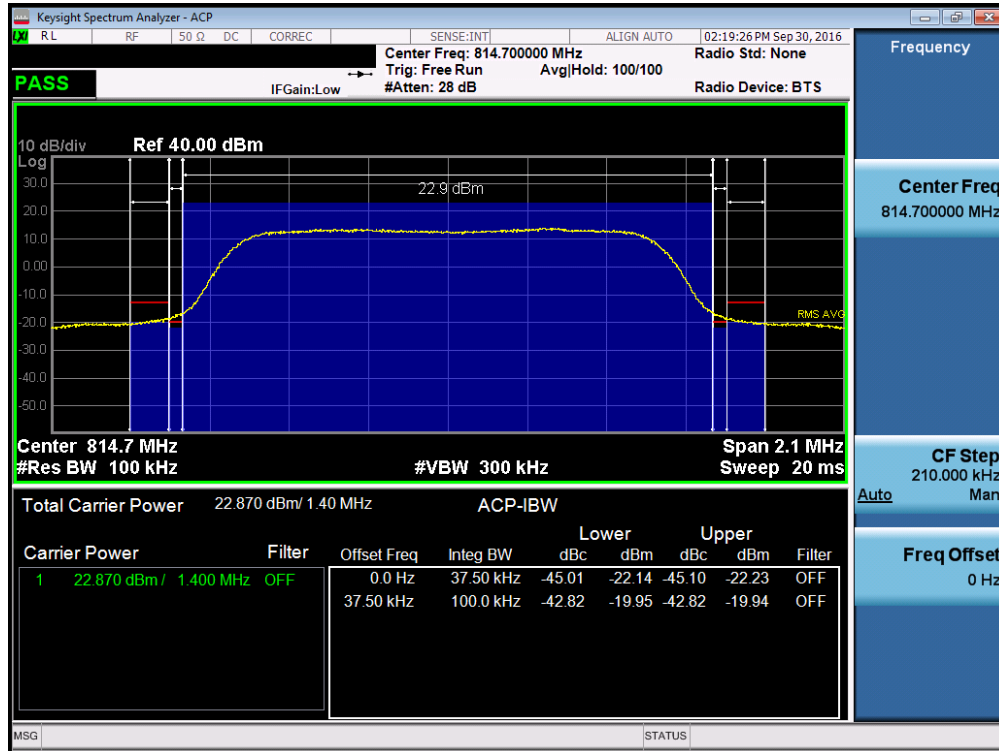 Keysight Spectrum Analyzer - ACP
LXI RL RF 50 Ω DC CORREC SENSE:INT ALIGN AUTO 02:19:26 PM Sep 30, 2016
Center Freq: 814.700000 MHz Radio Std: None
Trig: Free Run Avg|Hold: 100/100
PASS IFGain:Low #Atten: 28 dB Radio Device: BTS
10 dB/div Ref 40.00 dBm
Log
30.0
22.9 dBm
20.0
10.0
0.00
-10.0
-20.0
RMS AVG
-30.0
-40.0
-50.0
Center 814.7 MHz Span 2.1 MHz
#Res BW 100 kHz #VBW 300 kHz Sweep 20 ms
Total Carrier Power 22.870 dBm/ 1.40 MHz ACP-IBW
Lower Upper
Carrier Power Filter Offset Freq Integ BW dBc dBm dBc dBm Filter
1 22.870 dBm / 1.400 MHz OFF 0.0 Hz 37.50 kHz -45.01 -22.14 -45.10 -22.23 OFF
37.50 kHz 100.0 kHz -42.82 -19.95 -42.82 -19.94 OFF
MSG STATUS
Frequency
Center Freq
814.700000 MHz
CF Step
210.000 kHz
Auto Man
Freq Offset
0 Hz